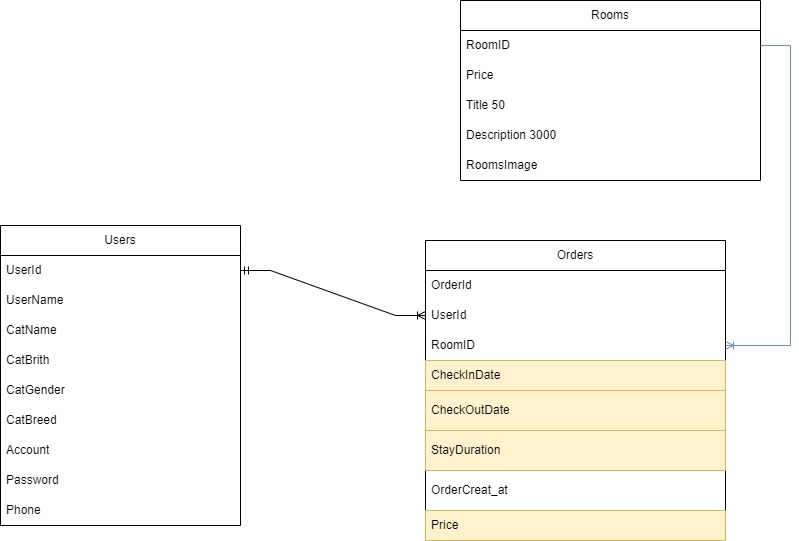 Rooms
RoomID
Price
Title 50
Description 3000
RoomsImage
Users
UserId
UserName
CatName
CatBrith
CatGender
CatBreed
Account
Password
Phone
Orders
OrderId
UserId
RoomID
CheckInDate
CheckOutDate
StayDuration
OrderCreat_at
Price